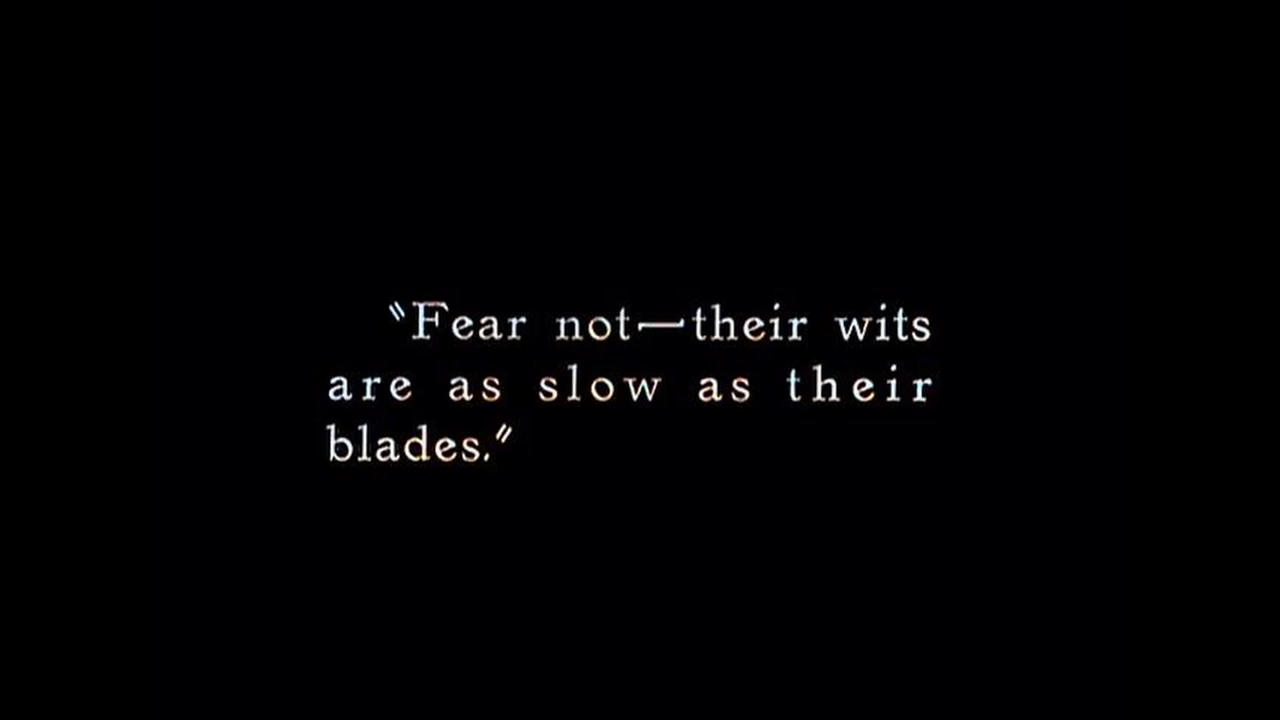 "Fear not—their wits
are as slow as their
blades."